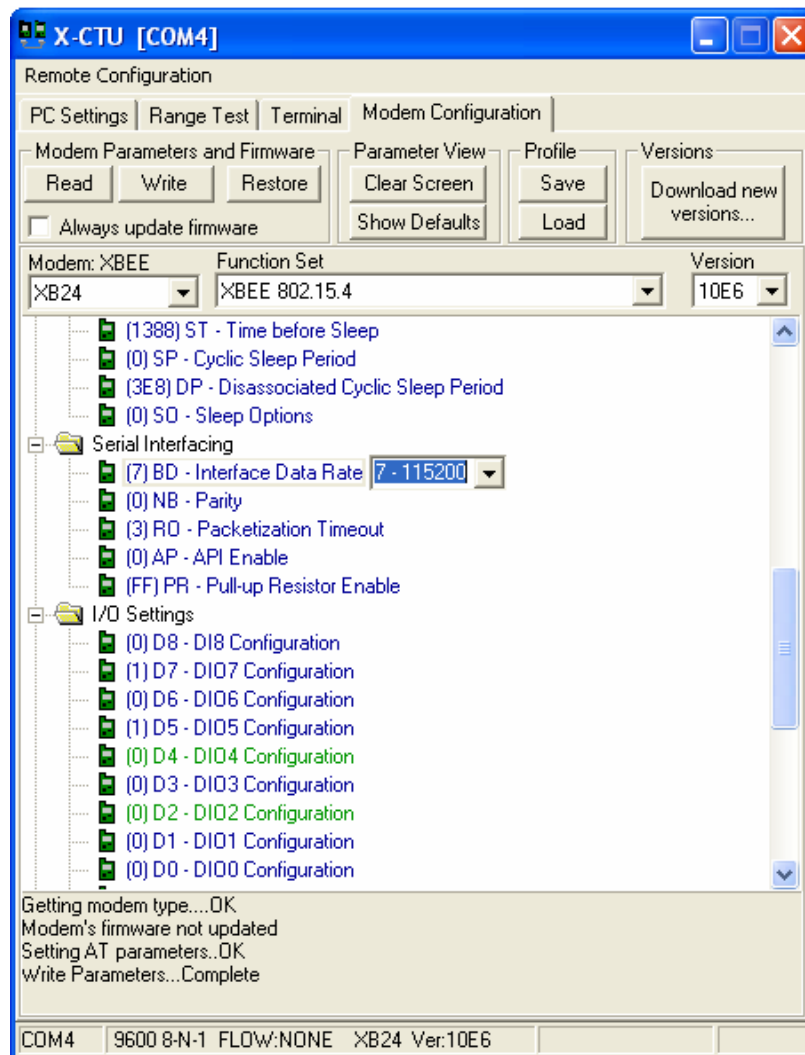 X-CTU [COM4]
Remote Configuration
PC Settings Range Test Terminal Modem Configuration
Modem Parameters and Firmware Parameter View Profile Versions
Read Write Restore Clear Screen Save Download new versions...
Always update firmware Show Defaults Load
Modem: XBEE Function Set Version
XB24 XBEE 802.15.4 10E6
(1388) ST - Time before Sleep
(0) SP - Cyclic Sleep Period
(3E8) DP - Disassociated Cyclic Sleep Period
(0) SO - Sleep Options
Serial Interfacing
(7) BD - Interface Data Rate 7 - 115200
(0) NB - Parity
(3) RO - Packetization Timeout
(0) AP - API Enable
(FF) PR - Pull-up Resistor Enable
I/O Settings
(0) D8 - DI8 Configuration
(1) D7 - DIO7 Configuration
(0) D6 - DIO6 Configuration
(1) D5 - DIO5 Configuration
(0) D4 - DIO4 Configuration
(0) D3 - DIO3 Configuration
(0) D2 - DIO2 Configuration
(0) D1 - DIO1 Configuration
(0) D0 - DIO0 Configuration
Getting modem type....OK
Modem's firmware not updated
Setting AT parameters..OK
Write Parameters...Complete
COM4 9600 8-N-1 FLOW:NONE XB24 Ver:10E6